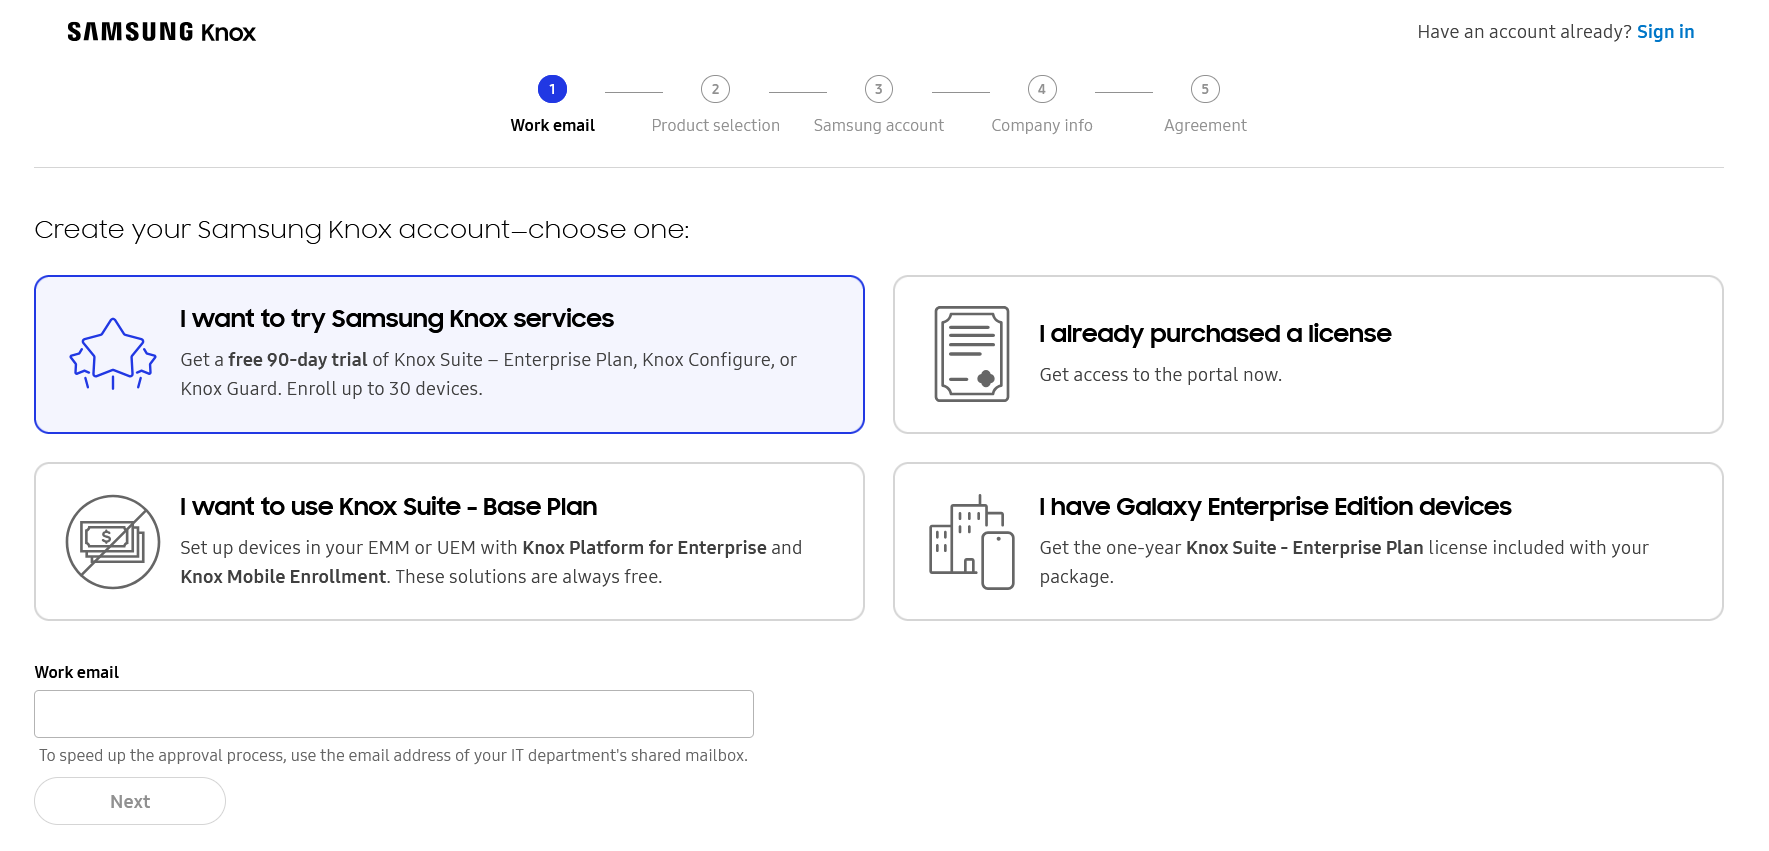 SAMSUNG Knox
Have an account already? Sign in
1
2
3
4
5
Work email
Product selection
Samsung account
Company info
Agreement
Create your Samsung Knox account—choose one:
I want to try Samsung Knox services
Get a free 90-day trial of Knox Suite – Enterprise Plan, Knox Configure, or
Knox Guard. Enroll up to 30 devices.
I already purchased a license
Get access to the portal now.
I want to use Knox Suite - Base Plan
Set up devices in your EMM or UEM with Knox Platform for Enterprise and
Knox Mobile Enrollment. These solutions are always free.
$
I have Galaxy Enterprise Edition devices
Get the one-year Knox Suite - Enterprise Plan license included with your
package.
Work email
To speed up the approval process, use the email address of your IT department's shared mailbox.
Next